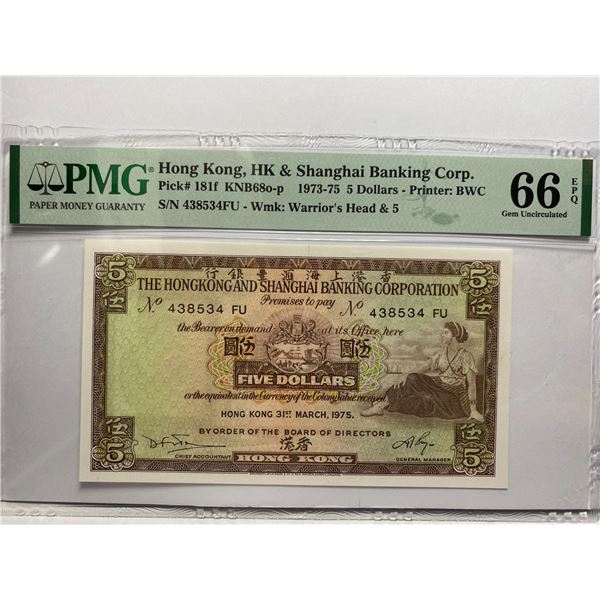 PMG®
PAPER MONEY GUARANTY
Hong Kong, HK & Shanghai Banking Corp.
Pick# 181f KNB68o-p 1973-75 5 Dollars - Printer: BWC
S/N 438534FU - Wmk: Warrior's Head & 5
66 EPQ
Gem Uncirculated
5 5
行銀豐滙海上港香
伍 伍
THE HONGKONG AND SHANGHAI BANKING CORPORATION
Promises to pay
No 438534 FU No 438534 FU
the Bearer on demand at its Office here
圓伍 圓伍
FIVE DOLLARS
or the equivalent in the Currency of the Colony Value received
HONG KONG 31ST MARCH, 1975.
BY ORDER OF THE BOARD OF DIRECTORS
伍 伍
港香
CHIEF ACCOUNTANT GENERAL MANAGER
5 HONG KONG 5